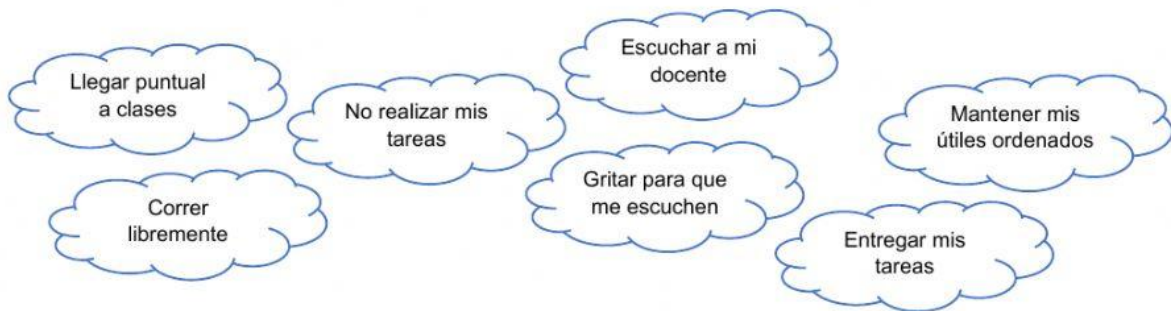 Llegar puntual
a clases
No realizar mis
tareas
Escuchar a mi
docente
Mantener mis
útiles ordenados
Correr
libremente
Gritar para que
me escuchen
Entregar mis
tareas